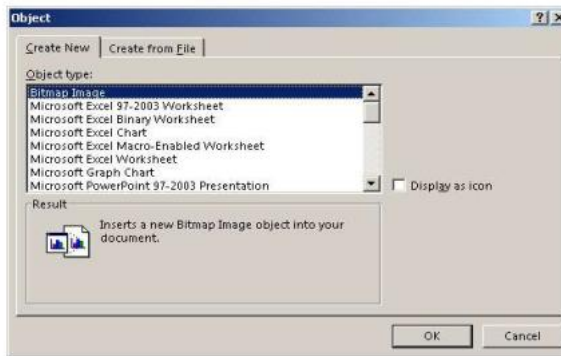 Object
Create New
Create from File
Object type:
Bitmap Image
Microsoft Excel 97-2003 Worksheet
Microsoft Excel Binary Worksheet
Microsoft Excel Chart
Microsoft Excel Macro-Enabled Worksheet
Microsoft Excel Worksheet
Microsoft Graph Chart
Microsoft PowerPoint 97-2003 Presentation
Display as icon
Result
Inserts a new Bitmap Image object into your
document.
OK
Cancel